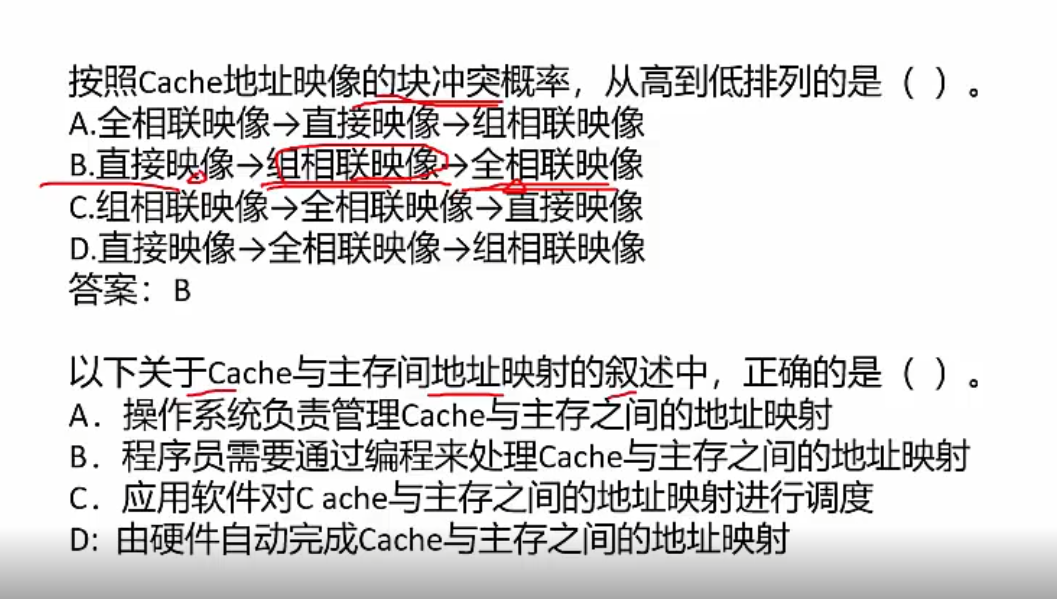 按照Cache地址映像的块冲突概率，从高到低排列的是（ ）。
A.全相联映像→直接映像→组相联映像
B.直接映像→组相联映像→全相联映像
C.组相联映像→全相联映像→直接映像
D.直接映像→全相联映像→组相联映像
答案：B
以下关于Cache与主存间地址映射的叙述中，正确的是（ ）。
A．操作系统负责管理Cache与主存之间的地址映射
B．程序员需要通过编程来处理Cache与主存之间的地址映射
C．应用软件对C ache与主存之间的地址映射进行调度
D: 由硬件自动完成Cache与主存之间的地址映射